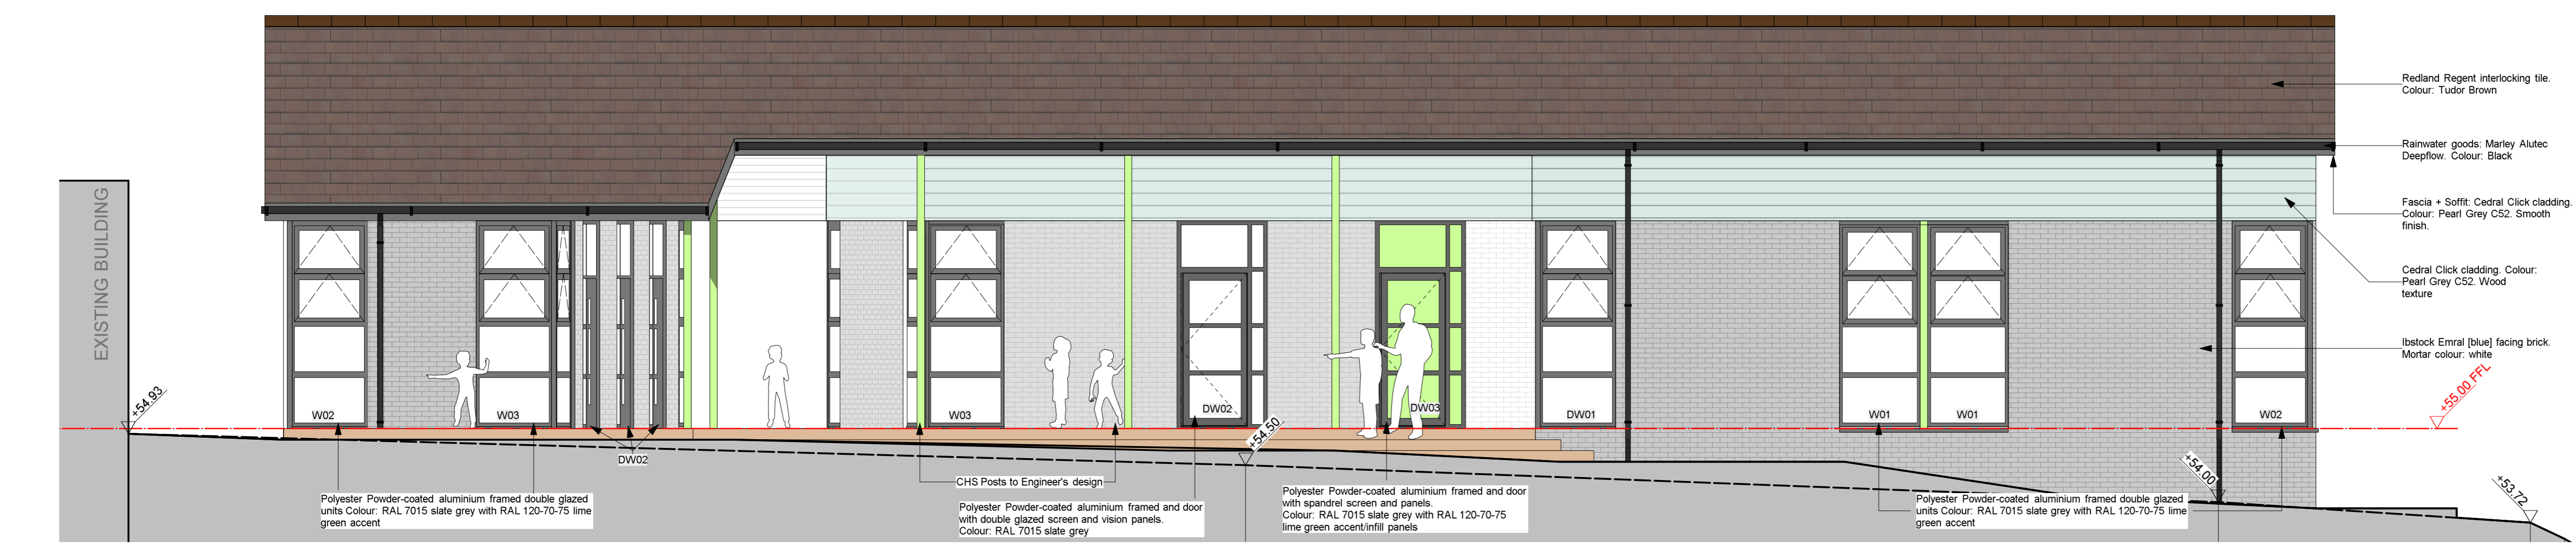 Redland Regent interlocking tile.
Colour: Tudor Brown
Rainwater goods: Marley Alutec
Deepflow. Colour: Black
EXISTING BUILDING
Fascia + Soffit: Cedral Click cladding.
Colour: Pearl Grey C52. Smooth
finish.
Cedral Click cladding. Colour:
Pearl Grey C52. Wood
texture
Ibstock Emral [blue] facing brick.
Mortar colour: white
+54.93
W02
W03
W03
DW02
DW03
DW01
W01
W01
W02
+55.00 FFL
DW02
+54.50
+54.00
+53.72
CHS Posts to Engineer's design
Polyester Powder-coated aluminium framed double glazed
units Colour: RAL 7015 slate grey with RAL 120-70-75 lime
green accent
Polyester Powder-coated aluminium framed and door
with double glazed screen and vision panels.
Colour: RAL 7015 slate grey
Polyester Powder-coated aluminium framed and door
with spandrel screen and panels.
Colour: RAL 7015 slate grey with RAL 120-70-75
lime green accent/infill panels
Polyester Powder-coated aluminium framed double glazed
units Colour: RAL 7015 slate grey with RAL 120-70-75 lime
green accent